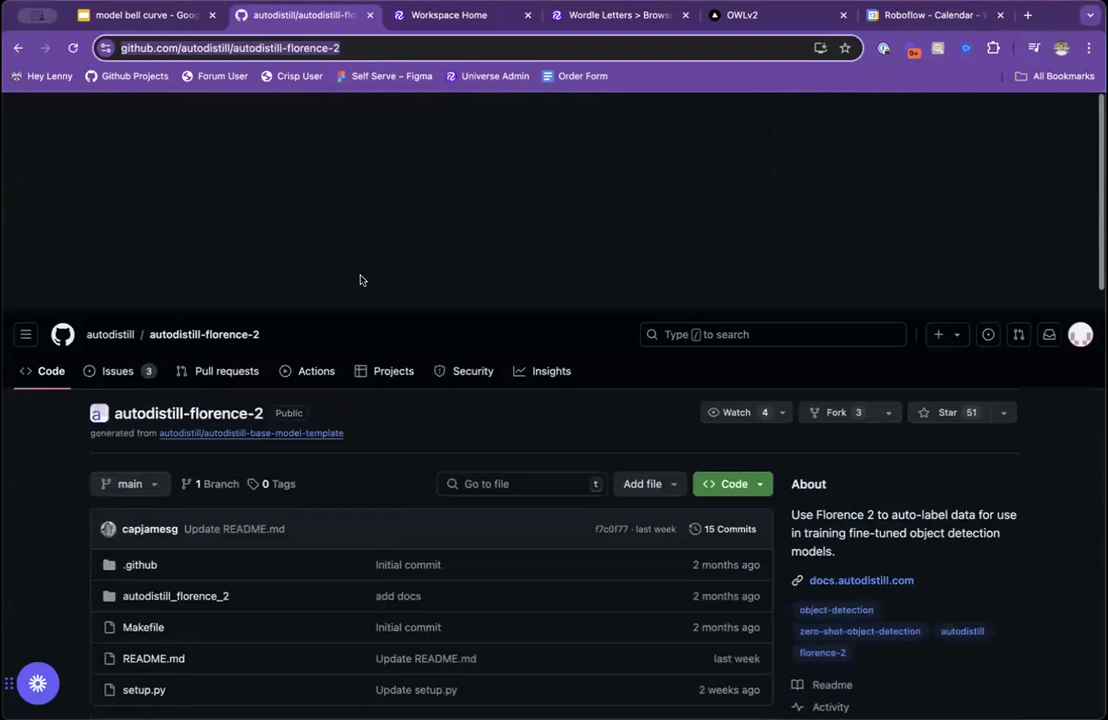 model bell curve - Goog
autodistill/autodistill-flo
Workspace Home
Wordle Letters > Brows
OWLv2
Roboflow - Calendar - W
github.com/autodistill/autodistill-florence-2
9+
Hey Lenny
Github Projects
Forum User
Crisp User
Self Serve – Figma
Universe Admin
Order Form
All Bookmarks
autodistill / autodistill-florence-2
Type / to search
Code
Issues 3
Pull requests
Actions
Projects
Security
Insights
a autodistill-florence-2 Public
generated from autodistill/autodistill-base-model-template
Watch 4
Fork 3
Star 51
main
1 Branch
0 Tags
Go to file t
Add file
Code
About
Use Florence 2 to auto-label data for use
in training fine-tuned object detection
models.
capjamesg Update README.md f7c0f77 · last week 15 Commits
.github Initial commit 2 months ago
autodistill_florence_2 add docs 2 months ago
Makefile Initial commit 2 months ago
README.md Update README.md last week
setup.py Update setup.py 2 weeks ago
docs.autodistill.com
object-detection
zero-shot-object-detection autodistill
florence-2
Readme
Activity